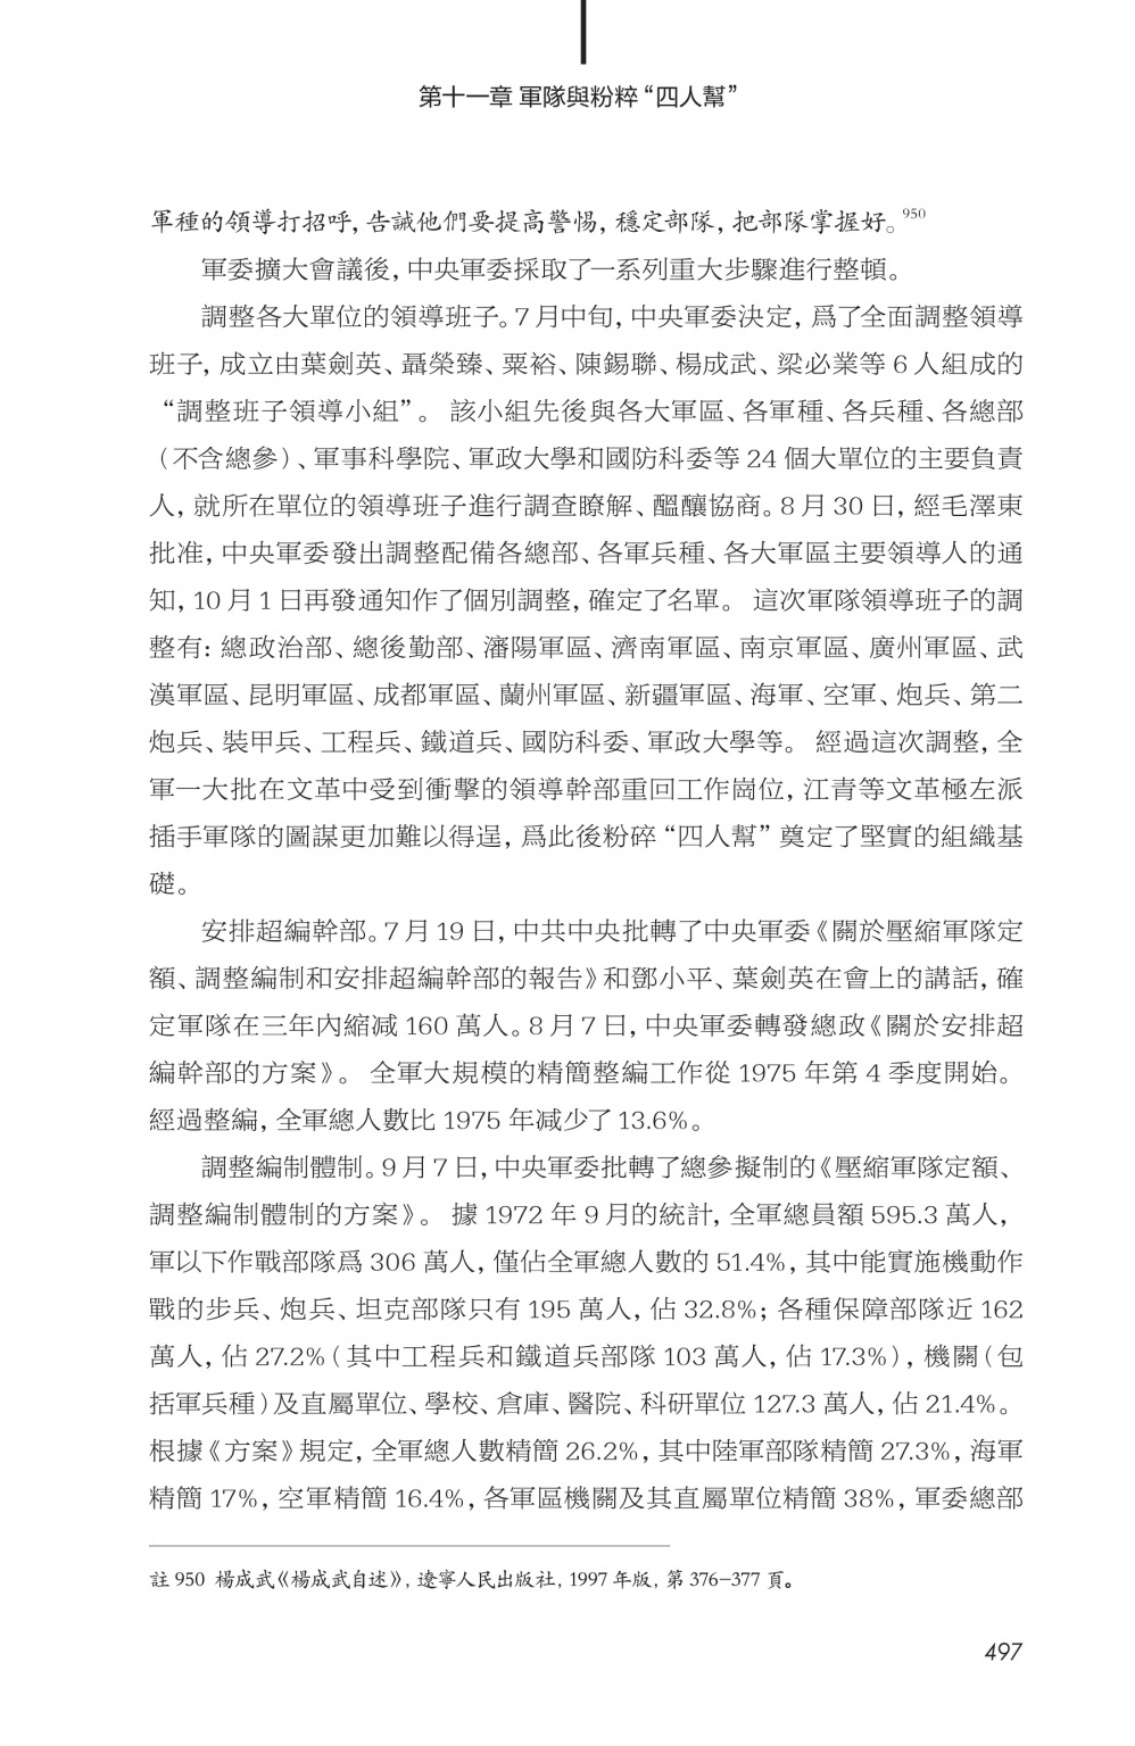 第十一章 軍隊與粉粹“四人幫”
軍種的領導打招呼，告誡他們要提高警惕，穩定部隊，把部隊掌握好。950
軍委擴大會議後，中央軍委採取了一系列重大步驟進行整頓。
調整各大單位的領導班子。7月中旬，中央軍委決定，爲了全面調整領導
班子，成立由葉劍英、聶榮臻、粟裕、陳錫聯、楊成武、梁必業等6人組成的
“調整班子領導小組”。 該小組先後與各大軍區、各軍種、各兵種、各總部
（不含總參）、軍事科學院、軍政大學和國防科委等 24 個大單位的主要負責
人，就所在單位的領導班子進行調查瞭解、醞釀協商。8月30日，經毛澤東
批准，中央軍委發出調整配備各總部、各軍兵種、各大軍區主要領導人的通
知，10月1日再發通知作了個別調整，確定了名單。 這次軍隊領導班子的調
整有：總政治部、總後勤部、瀋陽軍區、濟南軍區、南京軍區、廣州軍區、武
漢軍區、昆明軍區、成都軍區、蘭州軍區、新疆軍區、海軍、空軍、炮兵、第二
炮兵、裝甲兵、工程兵、鐵道兵、國防科委、軍政大學等。 經過這次調整，全
軍一大批在文革中受到衝擊的領導幹部重回工作崗位，江青等文革極左派
插手軍隊的圖謀更加難以得逞，爲此後粉碎“四人幫”奠定了堅實的組織基
礎。
安排超編幹部。7月19日，中共中央批轉了中央軍委《關於壓縮軍隊定
額、調整編制和安排超編幹部的報告》和鄧小平、葉劍英在會上的講話，確
定軍隊在三年內縮減 160 萬人。8月7日，中央軍委轉發總政《關於安排超
編幹部的方案》。 全軍大規模的精簡整編工作從 1975 年第 4 季度開始。
經過整編，全軍總人數比 1975 年減少了 13.6%。
調整編制體制。9月7日，中央軍委批轉了總參擬制的《壓縮軍隊定額、
調整編制體制的方案》。 據 1972 年 9 月的統計，全軍總員額 595.3 萬人，
軍以下作戰部隊爲 306 萬人，僅佔全軍總人數的 51.4%，其中能實施機動作
戰的步兵、炮兵、坦克部隊只有 195 萬人，佔 32.8%；各種保障部隊近 162
萬人，佔 27.2%（其中工程兵和鐵道兵部隊 103 萬人，佔 17.3%），機關（包
括軍兵種）及直屬單位、學校、倉庫、醫院、科研單位 127.3 萬人，佔 21.4%。
根據《方案》規定，全軍總人數精簡 26.2%，其中陸軍部隊精簡 27.3%，海軍
精簡 17%，空軍精簡 16.4%，各軍區機關及其直屬單位精簡 38%，軍委總部
註 950 楊成武《楊成武自述》，遼寧人民出版社，1997 年版，第 376–377 頁。
497